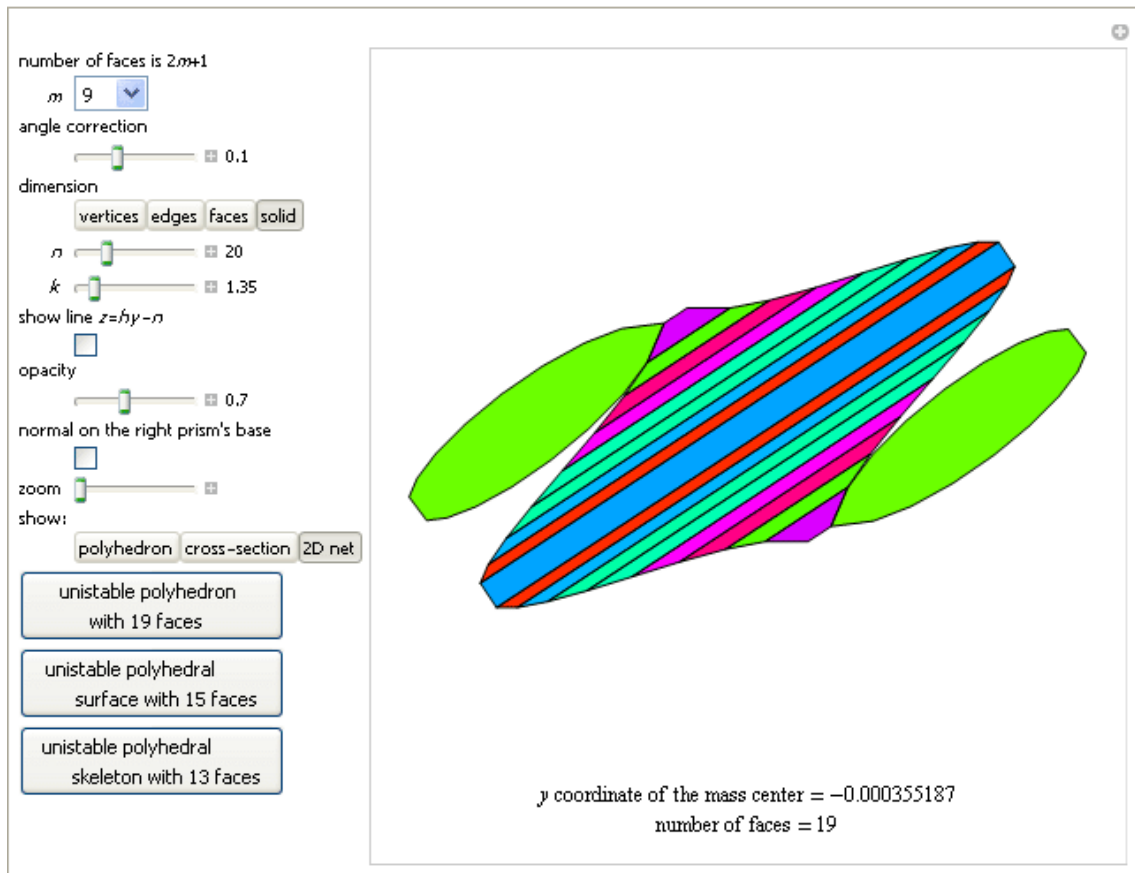 number of faces is 2m+1
m 9
angle correction
0.1
dimension
vertices edges faces solid
n 20
k 1.35
show line z=hy−n
opacity
0.7
normal on the right prism's base
zoom
show:
polyhedron cross-section 2D net
unistable polyhedron
with 19 faces
unistable polyhedral
surface with 15 faces
unistable polyhedral
skeleton with 13 faces
y coordinate of the mass center = −0.000355187
number of faces = 19